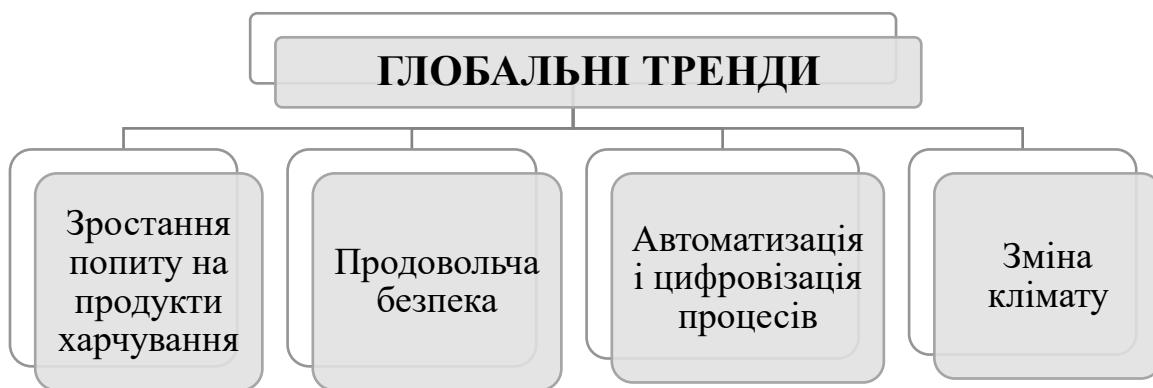 ГЛОБАЛЬНІ ТРЕНДИ
Зростання
попиту на
продукти
харчування
Продовольча
безпека
Автоматизація
і цифровізація
процесів
Зміна
клімату